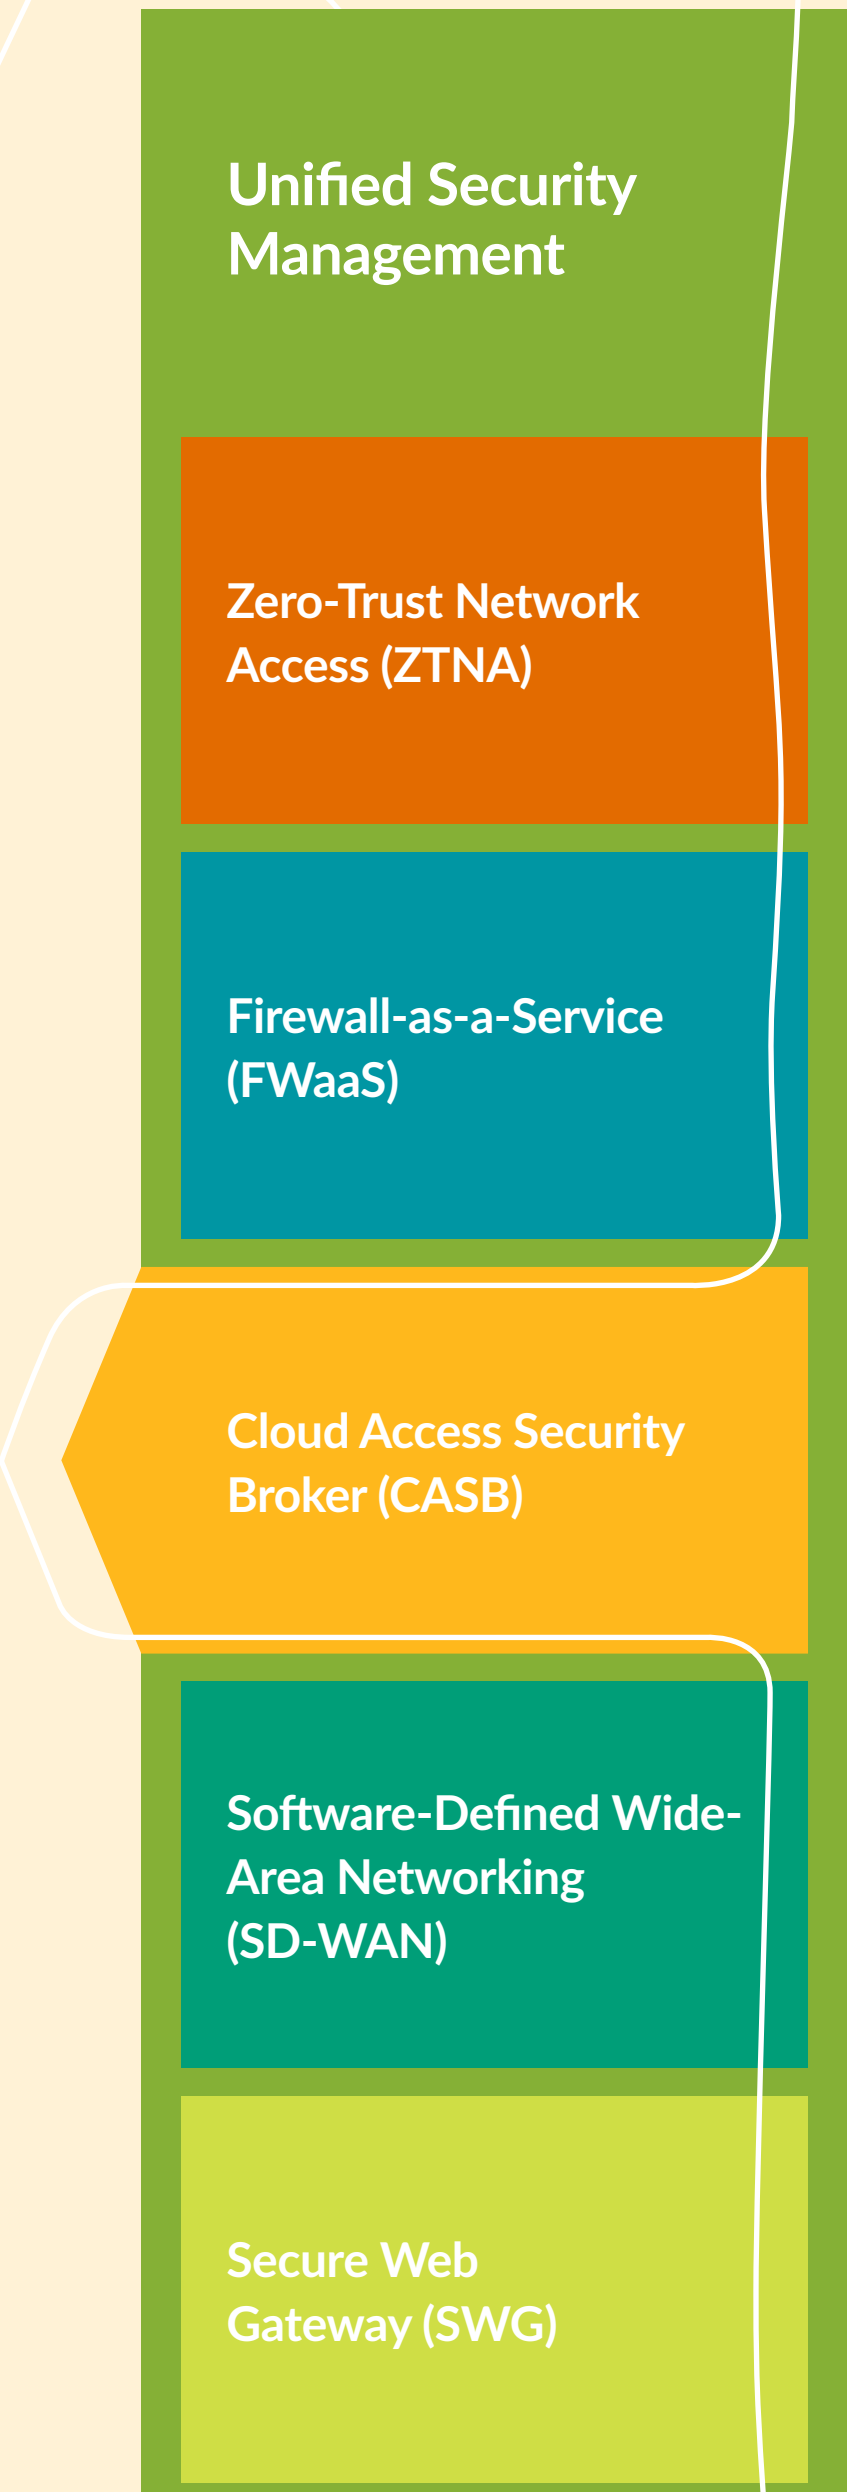 Unified Security
Management
Zero-Trust Network
Access (ZTNA)
Firewall-as-a-Service
(FWaaS)
Cloud Access Security
Broker (CASB)
Software-Defined Wide-
Area Networking
(SD-WAN)
Secure Web
Gateway (SWG)